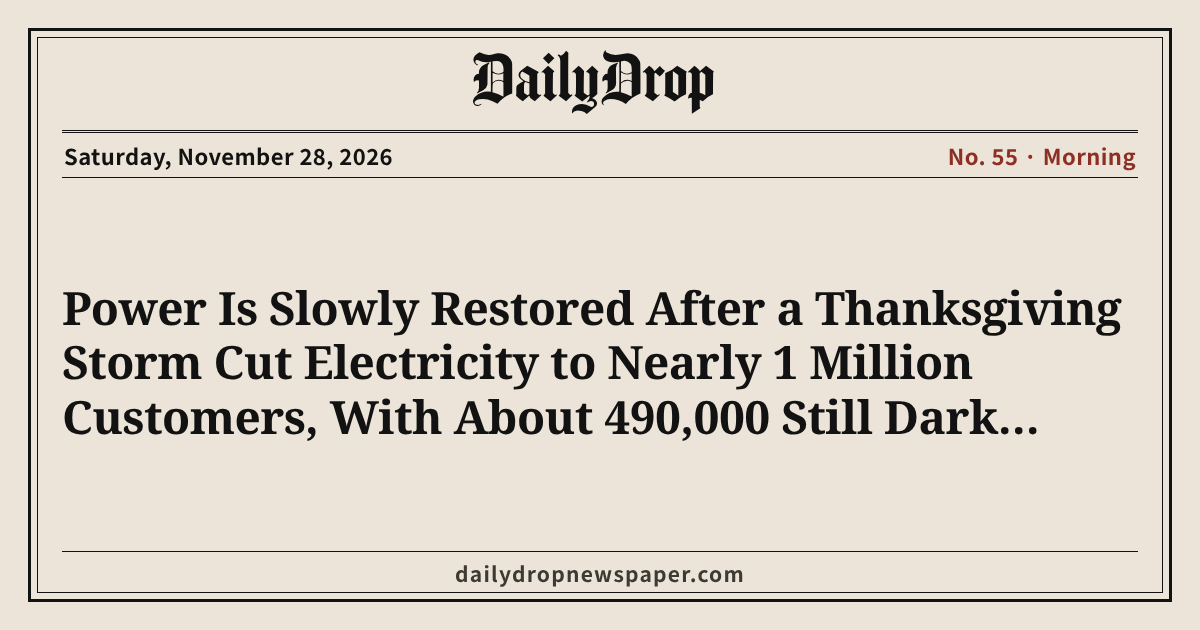 DailyDrop
Saturday, November 28, 2026
No. 55 · Morning
Power Is Slowly Restored After a Thanksgiving
Storm Cut Electricity to Nearly 1 Million
Customers, With About 490,000 Still Dark…
dailydropnewspaper.com